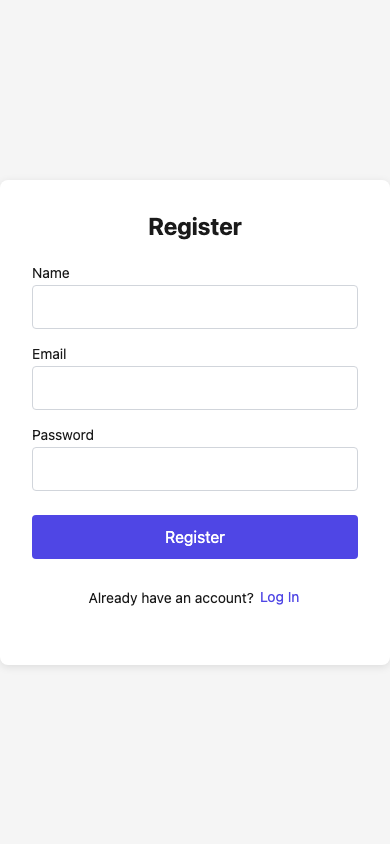 Register
Name
Email
Password
Register
Already have an account? Log In